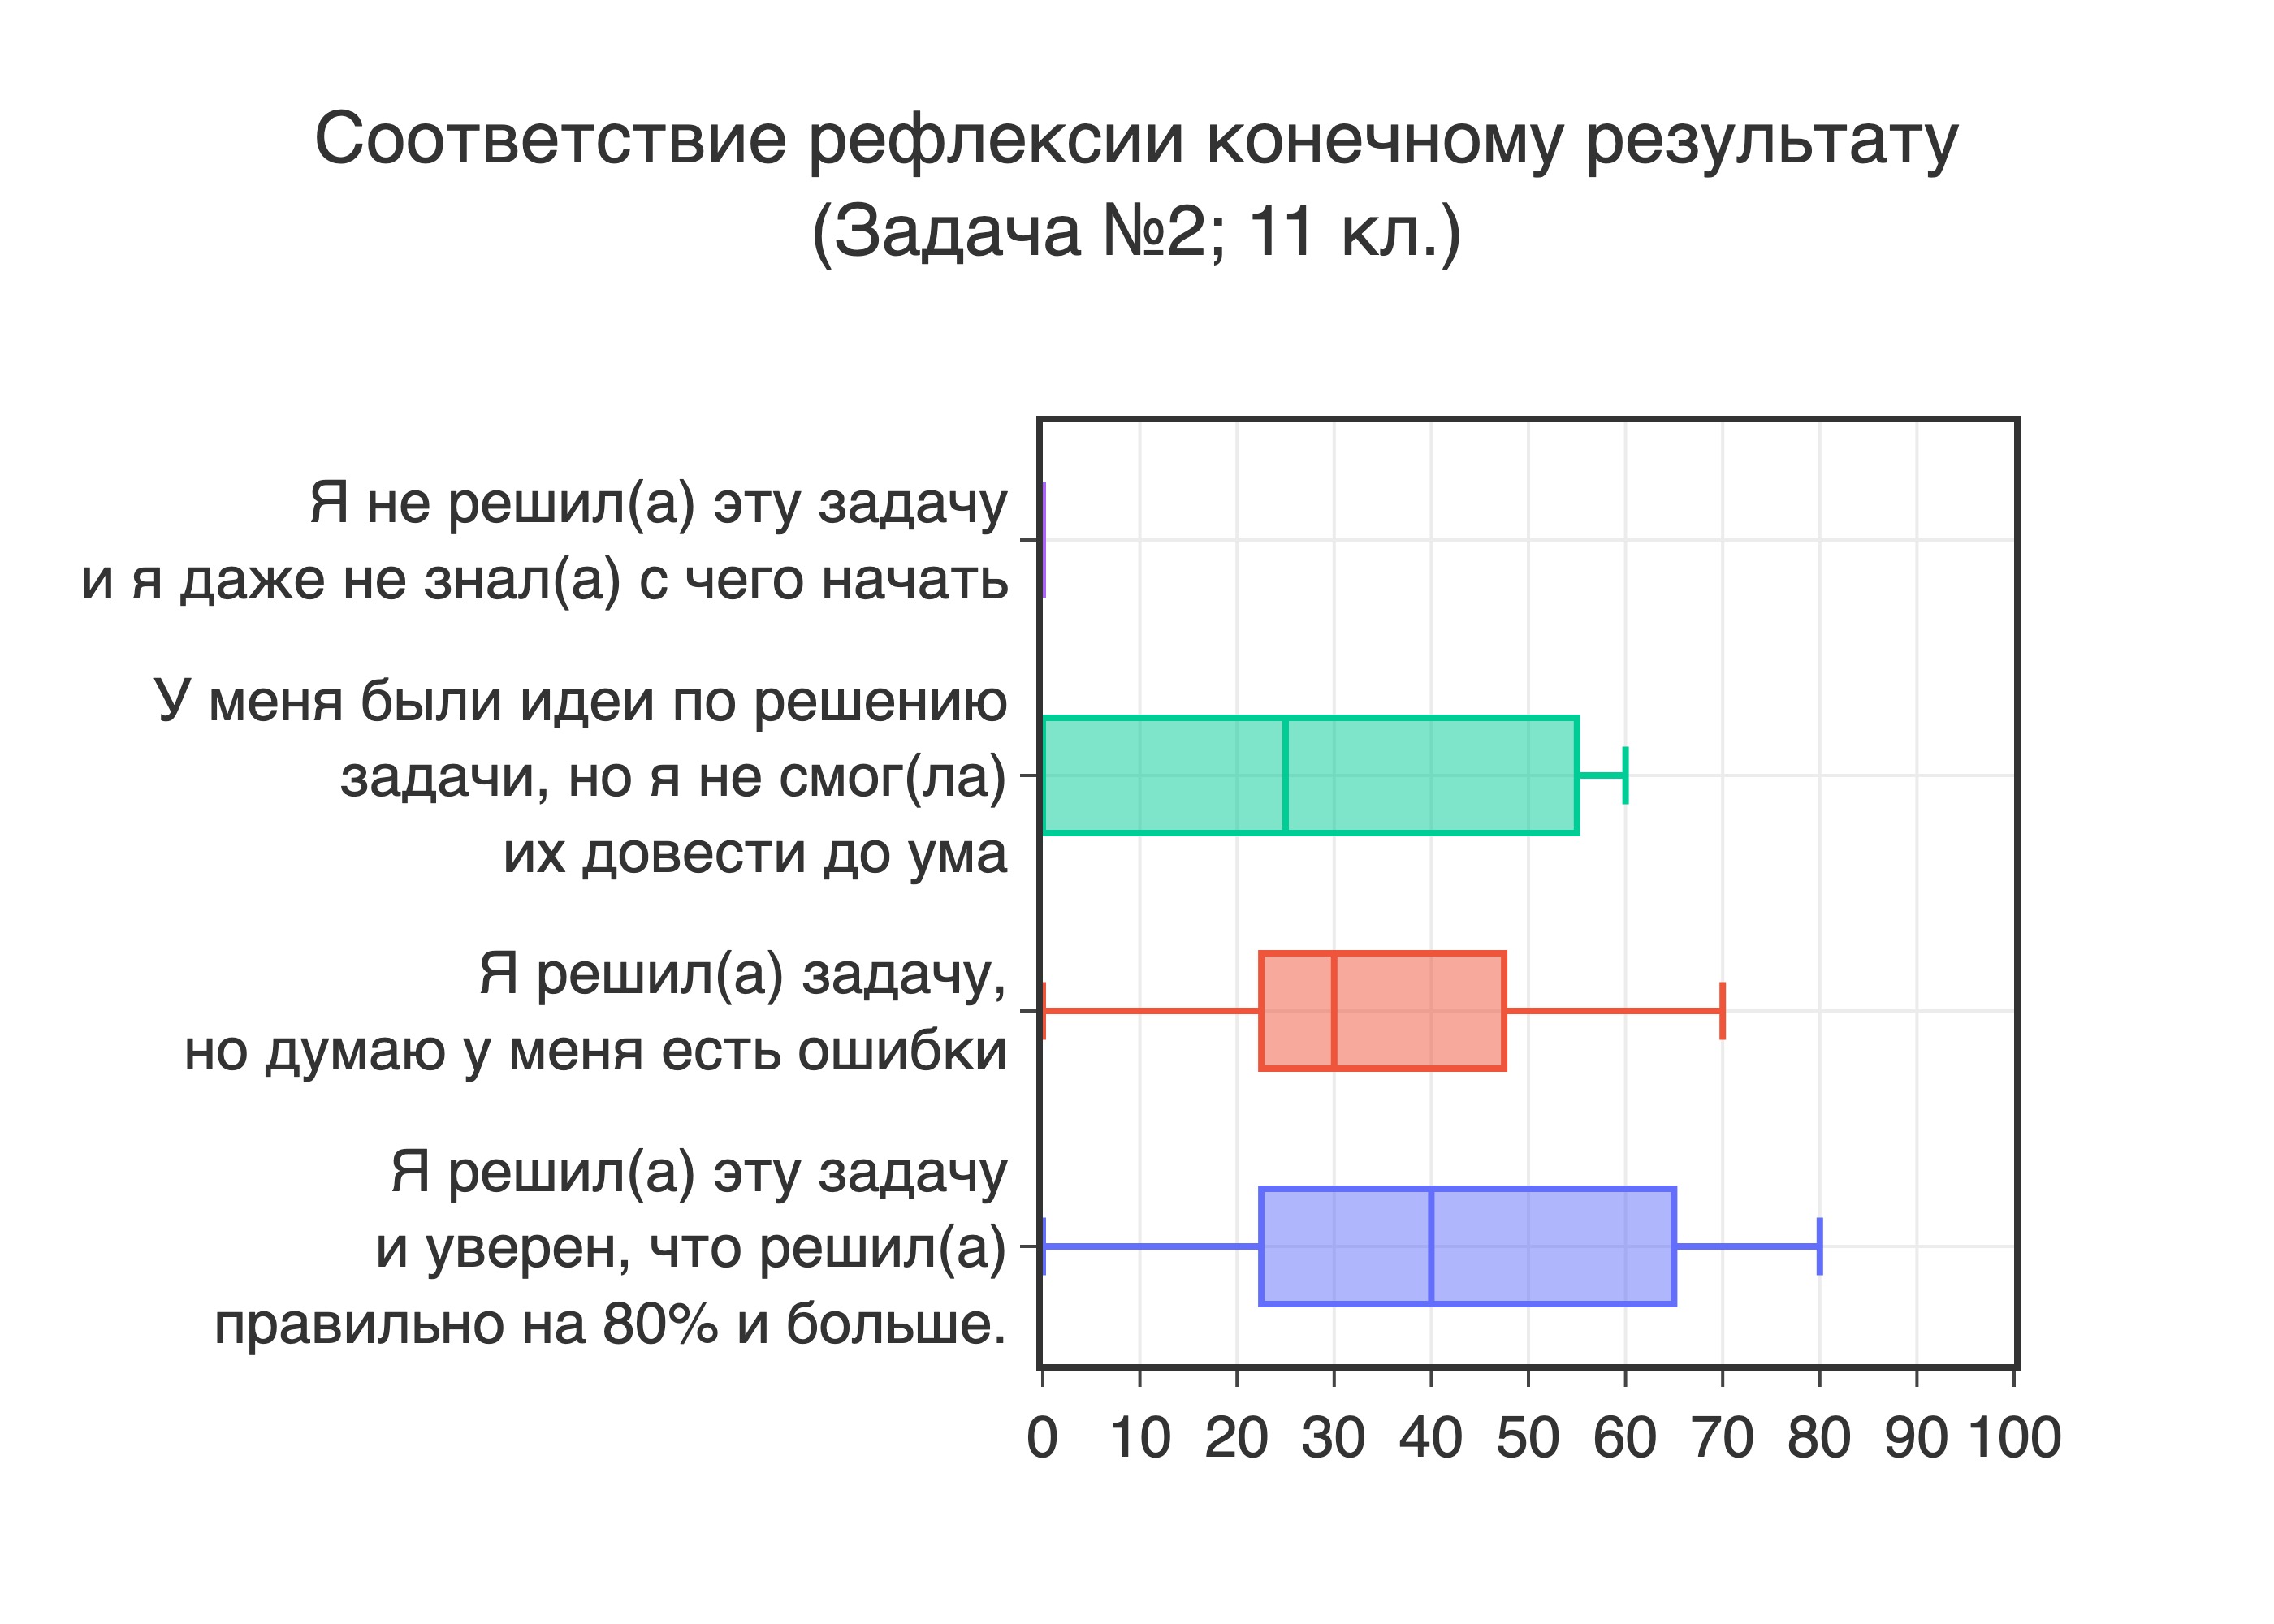 Соответствие рефлексии конечному результату
(Задача №2; 11 кл.)
Я не решил(а) эту задачу
и я даже не знал(а) с чего начать
У меня были идеи по решению
задачи, но я не смог(ла)
их довести до ума
Я решил(а) задачу,
но думаю у меня есть ошибки
Я решил(а) эту задачу
и уверен, что решил(а)
правильно на 80% и больше.
0 10 20 30 40 50 60 70 80 90 100